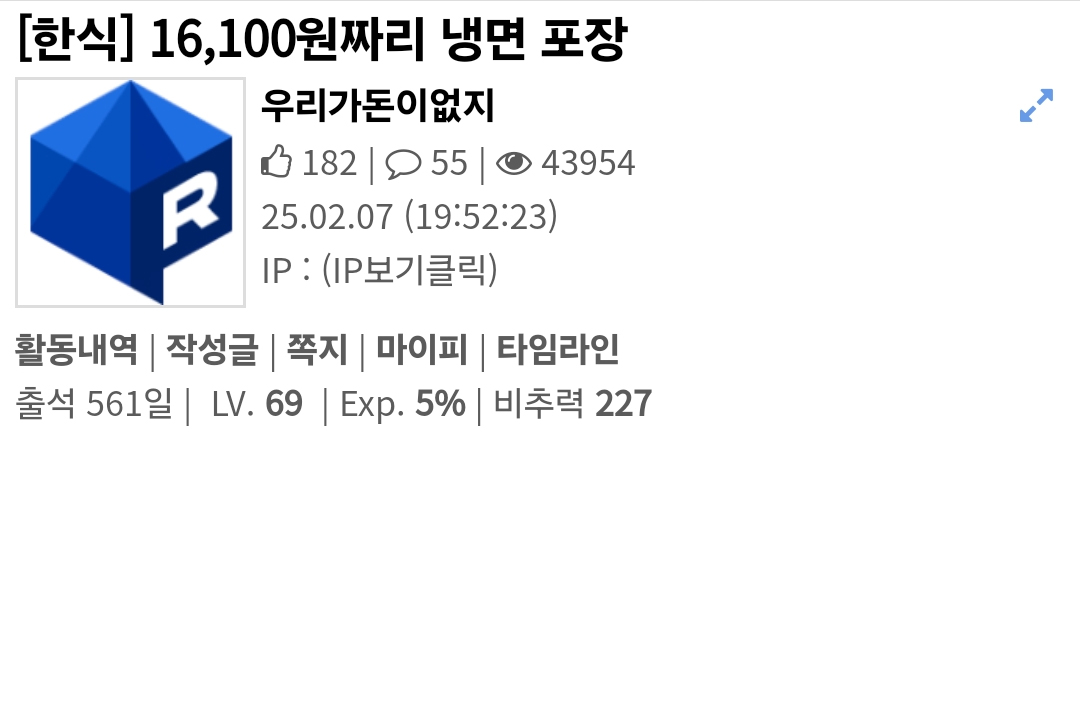 [한식] 16,100원짜리 냉면 포장
우리가돈이없지
182 | 55 | 43954
25.02.07 (19:52:23)
IP : (IP보기클릭)
R
활동내역 | 작성글 | 쪽지 | 마이피 | 타임라인
출석 561일 | LV. 69 | Exp. 5% | 비추력 227